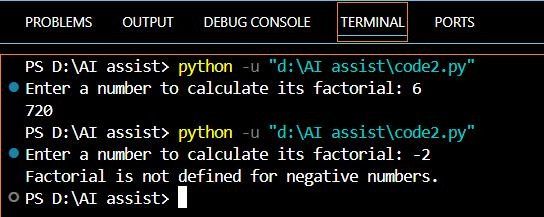 PROBLEMS OUTPUT DEBUG CONSOLE TERMINAL PORTS
PS D:\AI assist> python -u "d:\AI assist\code2.py"
Enter a number to calculate its factorial: 6
720
PS D:\AI assist> python -u "d:\AI assist\code2.py"
Enter a number to calculate its factorial: -2
Factorial is not defined for negative numbers.
PS D:\AI assist>